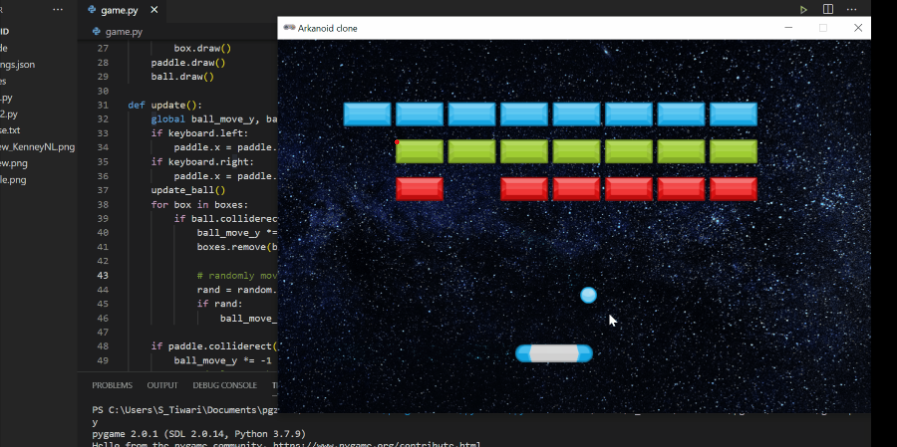 game.py
Arkanoid clone
ID
de
game.py
ngs.json
27 box.draw()
es
28 paddle.draw()
.py
29 ball.draw()
2.py
30
se.txt
31 def update():
32 global ball_move_y, ba
ew_KenneyNL.png
33 if keyboard.left:
ew.png
34 paddle.x = paddle.
le.png
35 if keyboard.right:
36 paddle.x = paddle.
37 update_ball()
38 for box in boxes:
39 if ball.colliderec
40 ball_move_y *=
41 boxes.remove(b
42
43 # randomly mov
44 rand = random.
45 if rand:
46 ball_move_
47
48 if paddle.colliderect(
49 ball_move_y *= -1
PROBLEMS OUTPUT DEBUG CONSOLE
PS C:\Users\S_Tiwari\Documents\pgz
y
pygame 2.0.1 (SDL 2.0.14, Python 3.7.9)
Hello from the pygame community. https://www.pygame.org/contribute.html